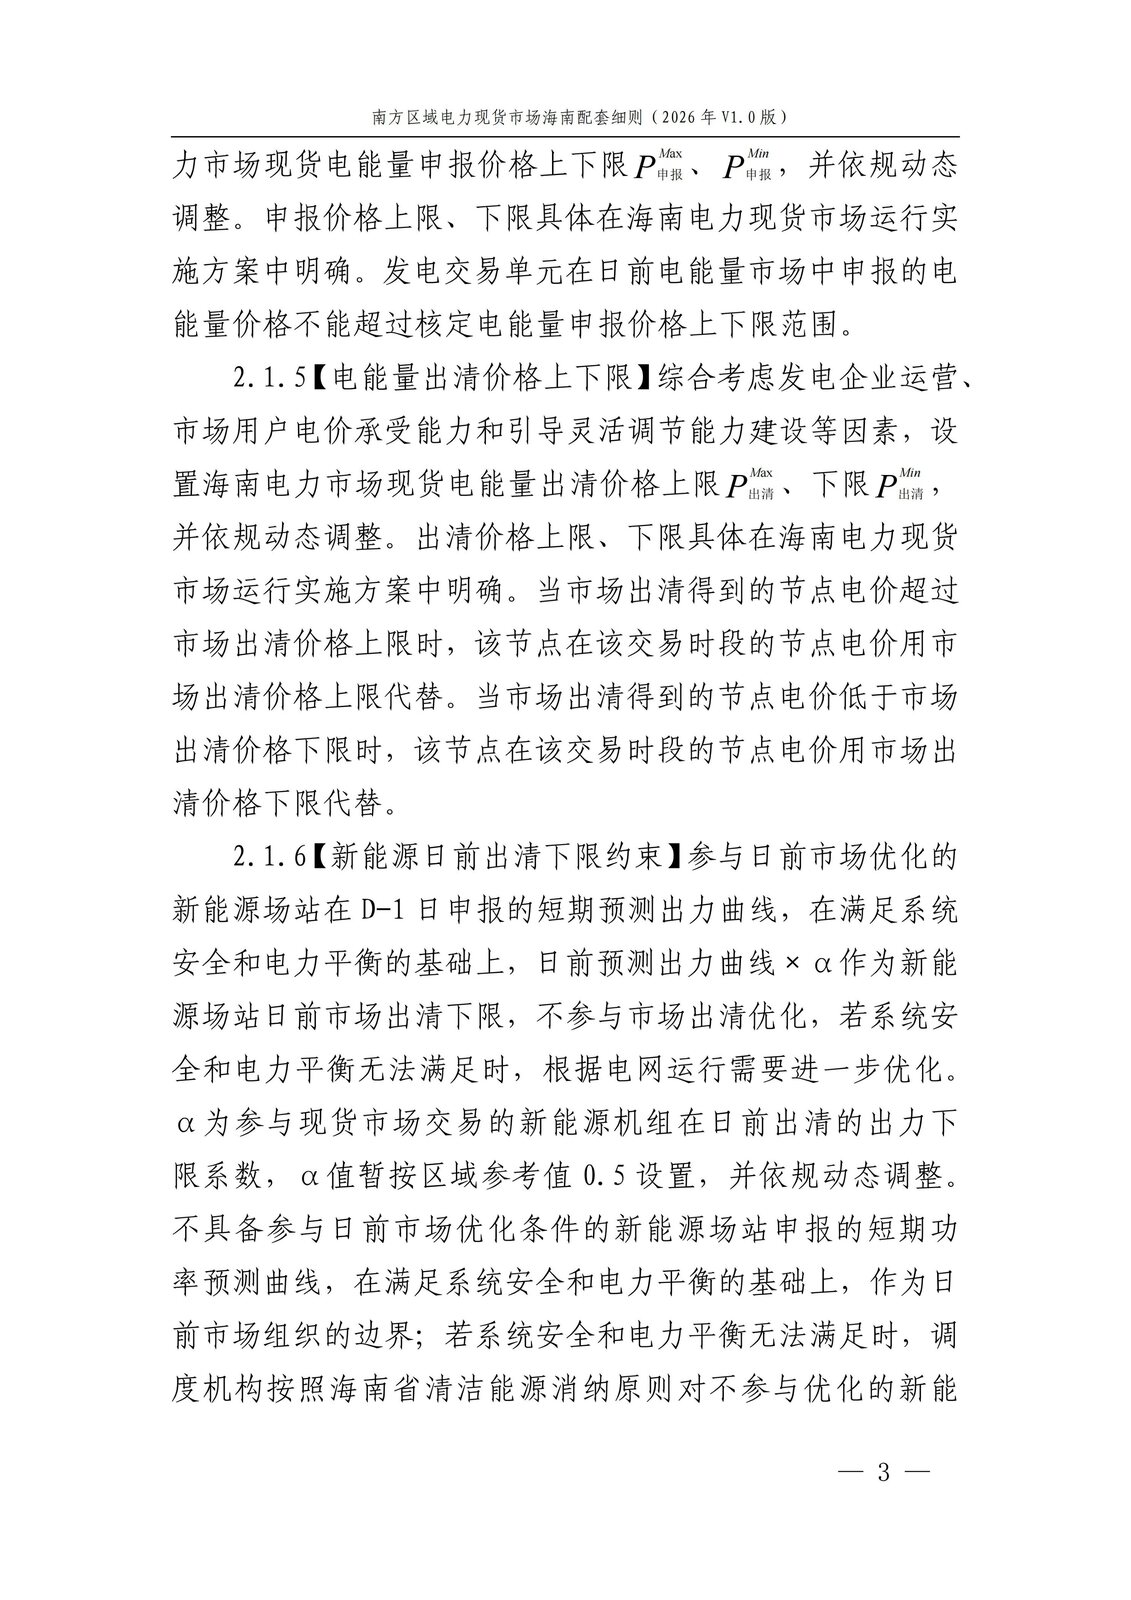 南方区域电力现货市场海南配套细则（2026年V1.0版）
力市场现货电能量申报价格上下限P申报Max、P申报Min，并依规动态
调整。申报价格上限、下限具体在海南电力现货市场运行实
施方案中明确。发电交易单元在日前电能量市场中申报的电
能量价格不能超过核定电能量申报价格上下限范围。
2.1.5【电能量出清价格上下限】综合考虑发电企业运营、
市场用户电价承受能力和引导灵活调节能力建设等因素，设
置海南电力市场现货电能量出清价格上限P出清Max、下限P出清Min，
并依规动态调整。出清价格上限、下限具体在海南电力现货
市场运行实施方案中明确。当市场出清得到的节点电价超过
市场出清价格上限时，该节点在该交易时段的节点电价用市
场出清价格上限代替。当市场出清得到的节点电价低于市场
出清价格下限时，该节点在该交易时段的节点电价用市场出
清价格下限代替。
2.1.6【新能源日前出清下限约束】参与日前市场优化的
新能源场站在D-1日申报的短期预测出力曲线，在满足系统
安全和电力平衡的基础上，日前预测出力曲线×α作为新能
源场站日前市场出清下限，不参与市场出清优化，若系统安
全和电力平衡无法满足时，根据电网运行需要进一步优化。
α为参与现货市场交易的新能源机组在日前出清的出力下
限系数，α值暂按区域参考值0.5设置，并依规动态调整。
不具备参与日前市场优化条件的新能源场站申报的短期功
率预测曲线，在满足系统安全和电力平衡的基础上，作为日
前市场组织的边界；若系统安全和电力平衡无法满足时，调
度机构按照海南省清洁能源消纳原则对不参与优化的新能
— 3 —